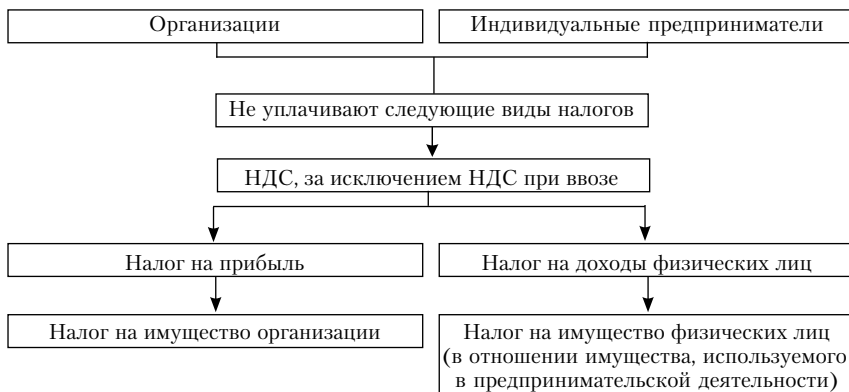 Организации
Индивидуальные предприниматели
Не уплачивают следующие виды налогов
НДС, за исключением НДС при ввозе
Налог на прибыль
Налог на доходы физических лиц
Налог на имущество организации
Налог на имущество физических лиц
(в отношении имущества, используемого
в предпринимательской деятельности)